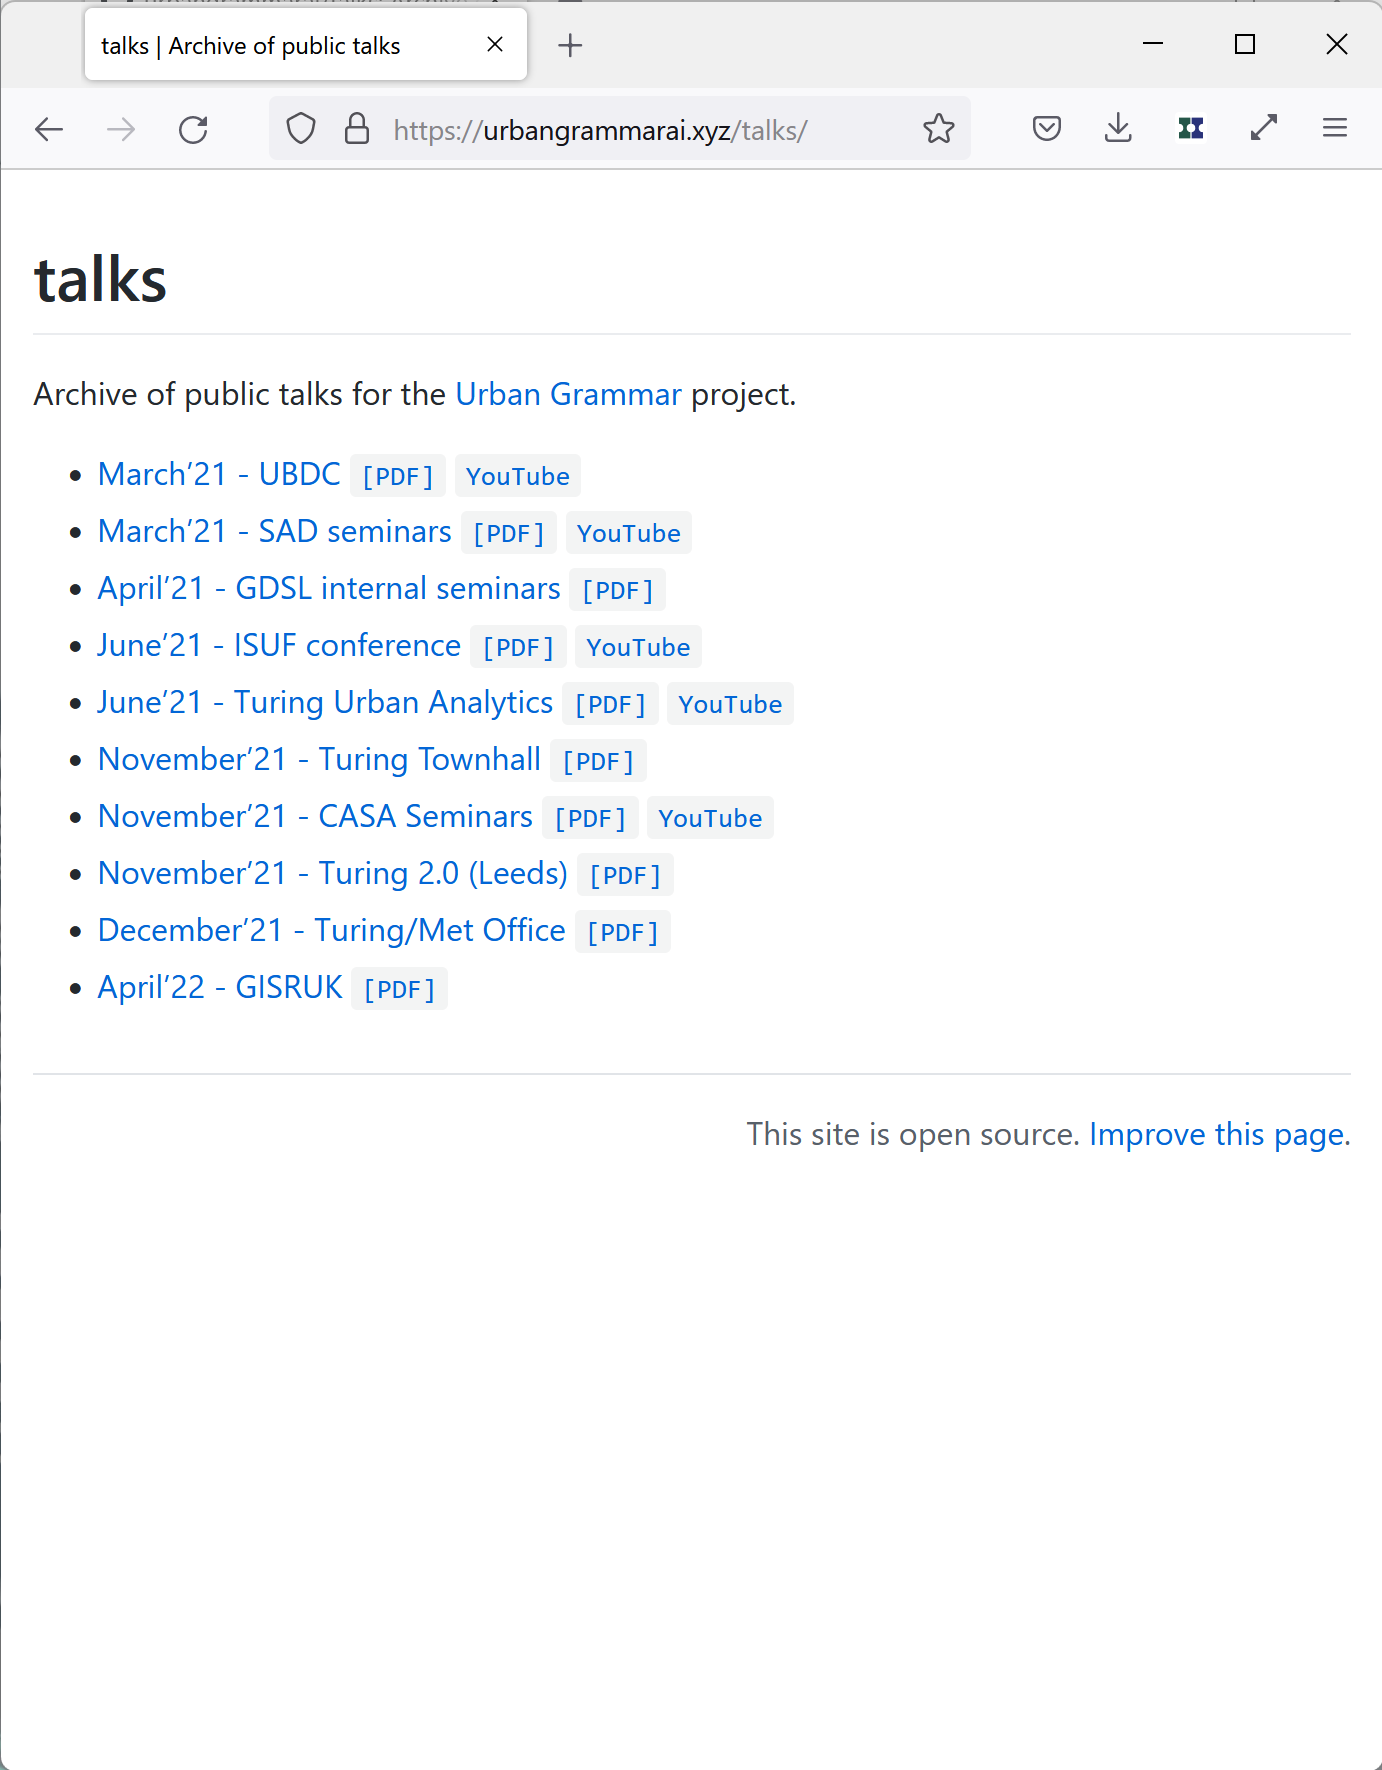 talks | Archive of public talks
https://urbangrammarai.xyz/talks/
talks
Archive of public talks for the Urban Grammar project.
March’21 - UBDC [PDF] YouTube
March’21 - SAD seminars [PDF] YouTube
April’21 - GDSL internal seminars [PDF]
June’21 - ISUF conference [PDF] YouTube
June’21 - Turing Urban Analytics [PDF] YouTube
November’21 - Turing Townhall [PDF]
November’21 - CASA Seminars [PDF] YouTube
November’21 - Turing 2.0 (Leeds) [PDF]
December’21 - Turing/Met Office [PDF]
April’22 - GISRUK [PDF]
This site is open source. Improve this page.